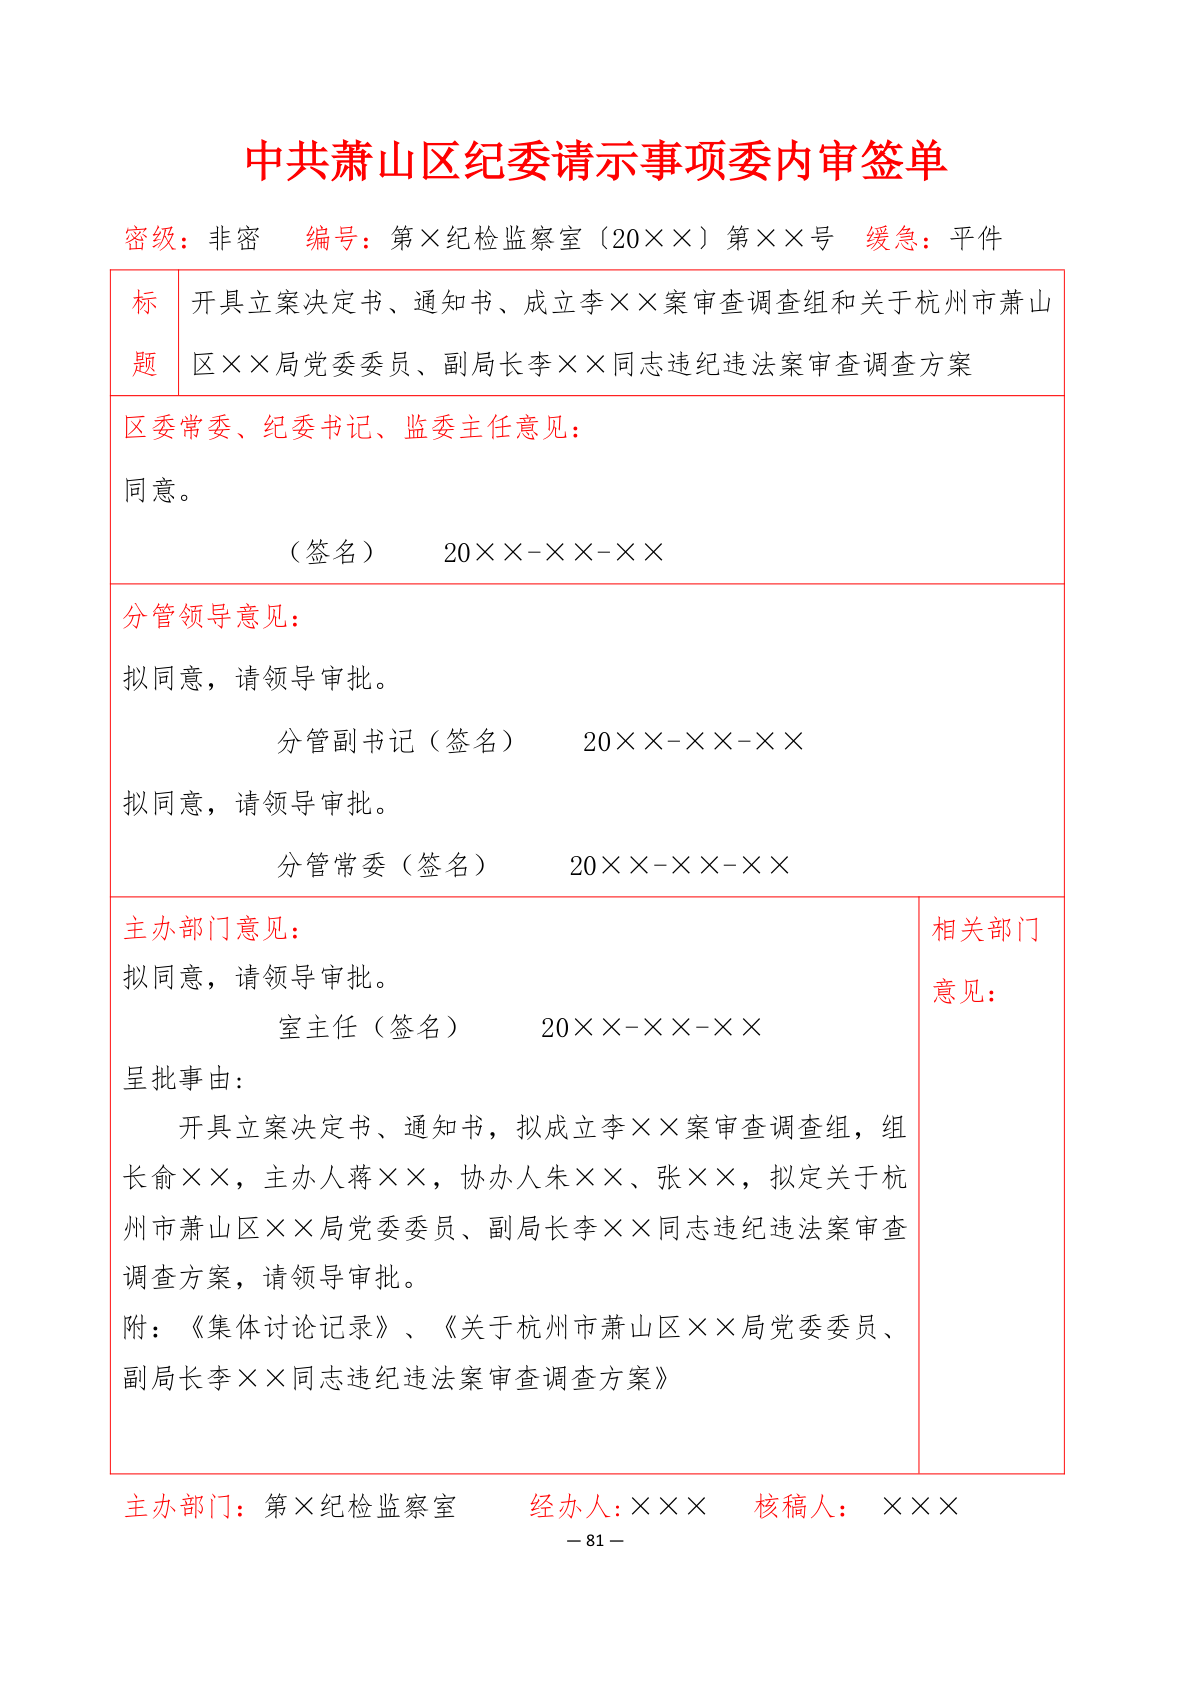 中共萧山区纪委请示事项委内审签单
密级：非密 编号：第×纪检监察室〔20××〕第××号 缓急：平件
标 开具立案决定书、通知书、成立李××案审查调查组和关于杭州市萧山
题 区××局党委委员、副局长李××同志违纪违法案审查调查方案
区委常委、纪委书记、监委主任意见：
同意。
（签名） 20××-××-××
分管领导意见：
拟同意，请领导审批。
分管副书记（签名） 20××-××-××
拟同意，请领导审批。
分管常委（签名） 20××-××-××
主办部门意见：
拟同意，请领导审批。
室主任（签名） 20××-××-××
呈批事由:
开具立案决定书、通知书，拟成立李××案审查调查组，组
长俞××，主办人蒋××，协办人朱××、张××，拟定关于杭
州市萧山区××局党委委员、副局长李××同志违纪违法案审查
调查方案，请领导审批。
附：《集体讨论记录》、《关于杭州市萧山区××局党委委员、
副局长李××同志违纪违法案审查调查方案》
相关部门
意见：
主办部门：第×纪检监察室 经办人:××× 核稿人： ×××
— 81 —